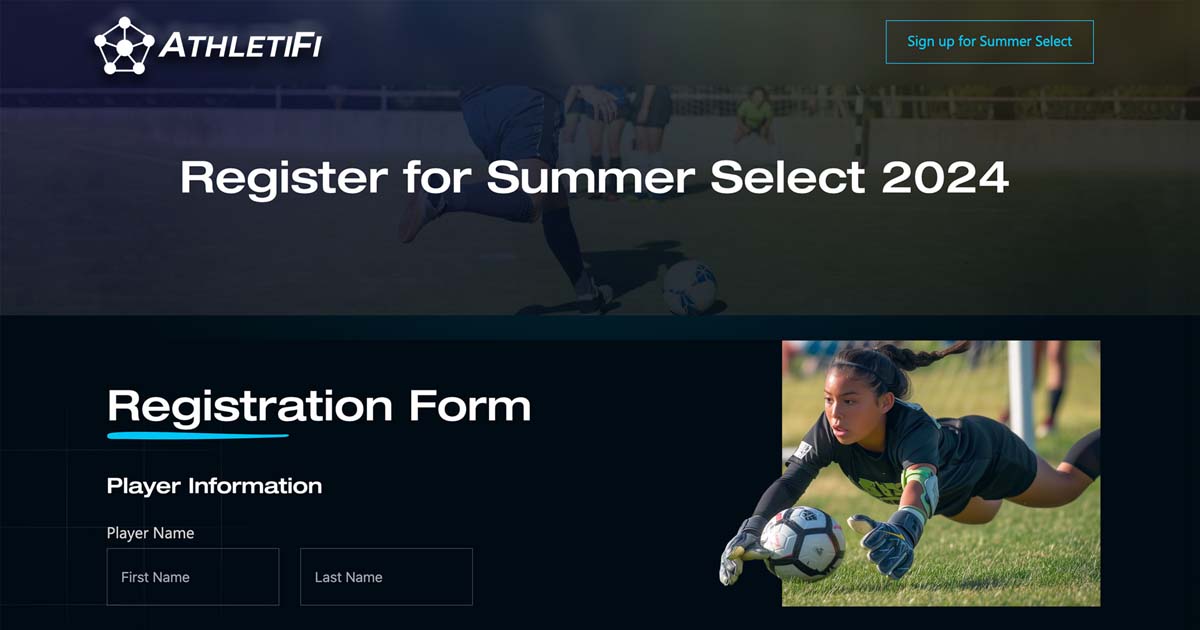 ATHLETIFI
Sign up for Summer Select
Register for Summer Select 2024
Registration Form
Player Information
Player Name
First Name
Last Name